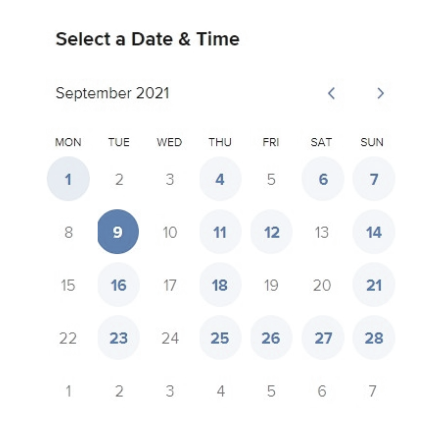 Select a Date & Time
September 2021
MON TUE WED THU FRI SAT SUN
1 2 3 4 5 6 7
8 9 10 11 12 13 14
15 16 17 18 19 20 21
22 23 24 25 26 27 28
1 2 3 4 5 6 7